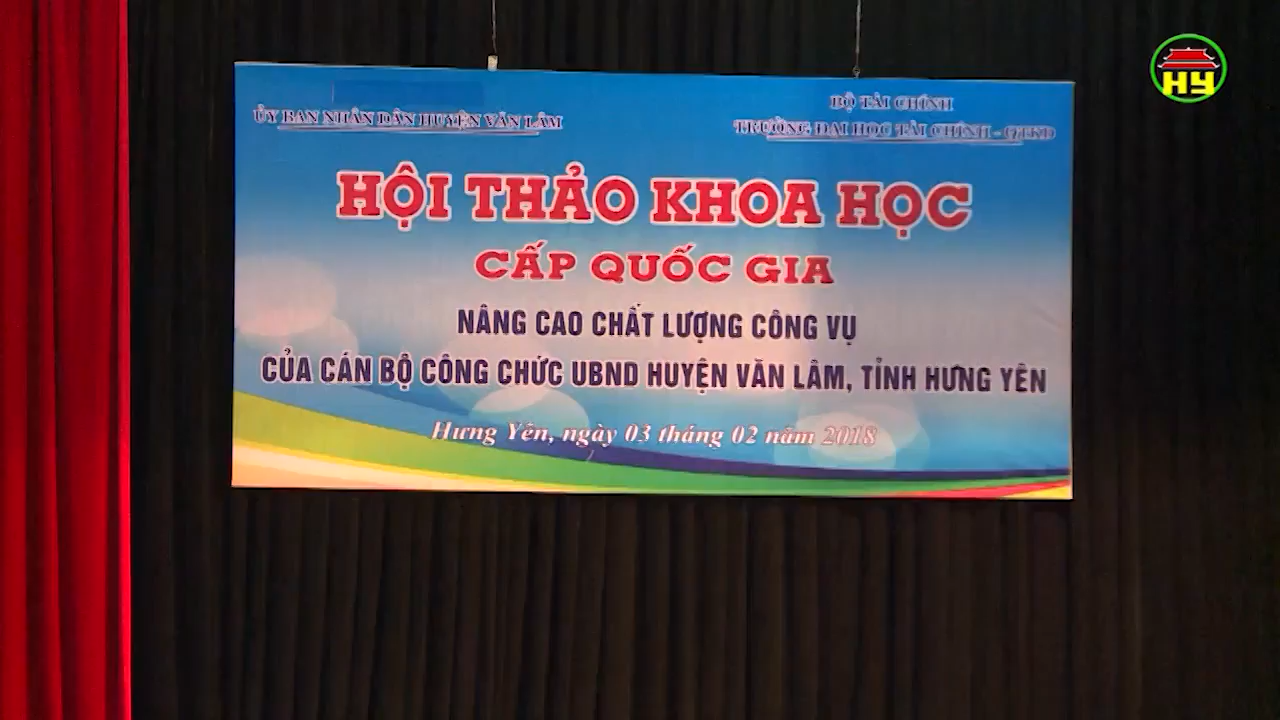 ỦY BAN NHÂN DÂN HUYỆN VĂN LÂM
BỘ TÀI CHÍNH
TRƯỜNG ĐẠI HỌC TÀI CHÍNH - QTKD
HỘI THẢO KHOA HỌC
CẤP QUỐC GIA
NÂNG CAO CHẤT LƯỢNG CÔNG VỤ
CỦA CÁN BỘ CÔNG CHỨC UBND HUYỆN VĂN LÂM, TỈNH HƯNG YÊN
Hưng Yên, ngày 03 tháng 02 năm 2018
HY